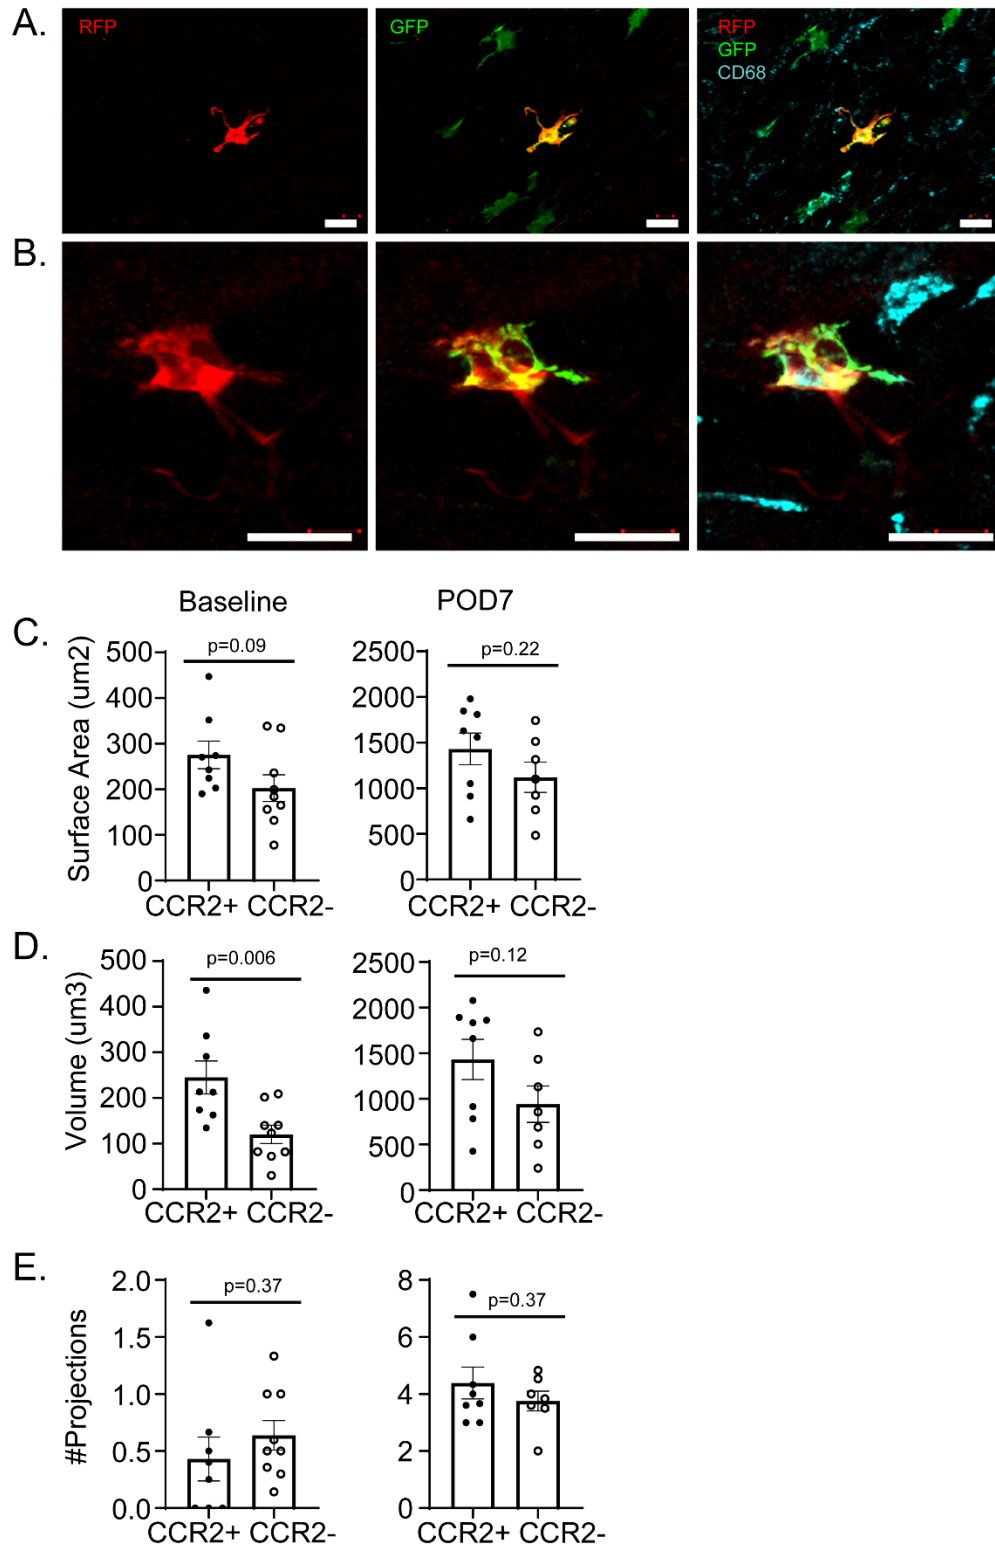 A.
RFP
GFP
RFP
GFP
CD68
B.
Baseline
POD7
C.
Surface Area (um2)
500
400
300
200
100
0
p=0.09
CCR2+ CCR2-
2500
2000
1500
1000
500
0
p=0.22
CCR2+ CCR2-
D.
Volume (um3)
500
400
300
200
100
0
p=0.006
CCR2+ CCR2-
2500
2000
1500
1000
500
0
p=0.12
CCR2+ CCR2-
E.
#Projections
2.0
1.5
1.0
0.5
0.0
p=0.37
CCR2+ CCR2-
8
6
4
2
0
p=0.37
CCR2+ CCR2-